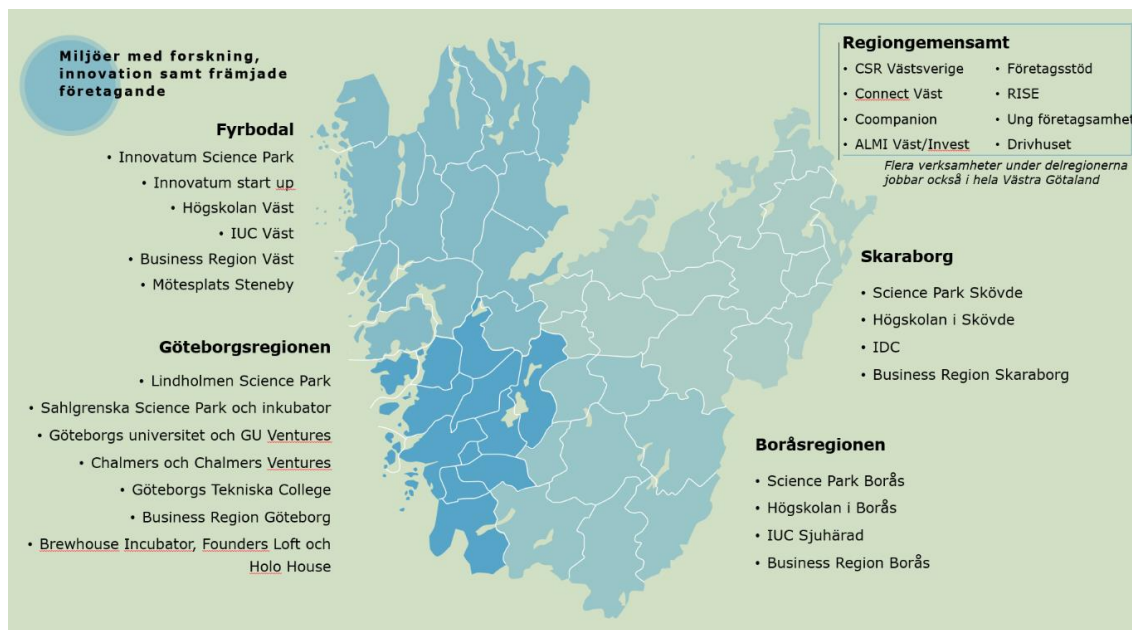 Miljöer med forskning,
innovation samt främjade
företagande
Fyrbodal
• Innovatum Science Park
• Innovatum start up
• Högskolan Väst
• IUC Väst
• Business Region Väst
• Mötesplats Steneby
Göteborgsregionen
• Lindholmen Science Park
• Sahlgrenska Science Park och inkubator
• Göteborgs universitet och GU Ventures
• Chalmers och Chalmers Ventures
• Göteborgs Tekniska College
• Business Region Göteborg
• Brewhouse Incubator, Founders Loft och
Holo House
Regiongemensamt
• CSR Västsverige
• Connect Väst
• Coompanion
• ALMI Väst/Invest
• Företagsstöd
• RISE
• Ung företagsamhet
• Drivhuset
Flera verksamheter under delregionerna
jobbar också i hela Västra Götaland
Skaraborg
• Science Park Skövde
• Högskolan i Skövde
• IDC
• Business Region Skaraborg
Boråsregionen
• Science Park Borås
• Högskolan i Borås
• IUC Sjuhärad
• Business Region Borås